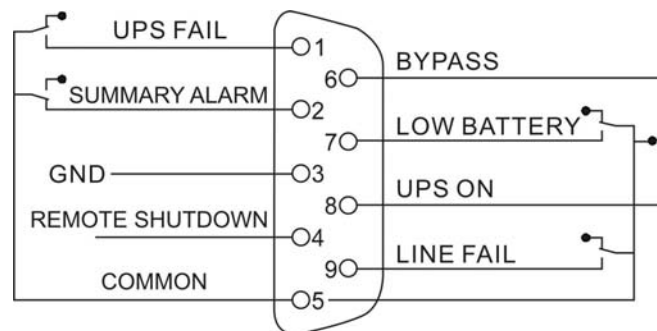 UPS FAIL 1
6 BYPASS
SUMMARY ALARM 2
7 LOW BATTERY
GND 3
8 UPS ON
REMOTE SHUTDOWN 4
9 LINE FAIL
COMMON 5